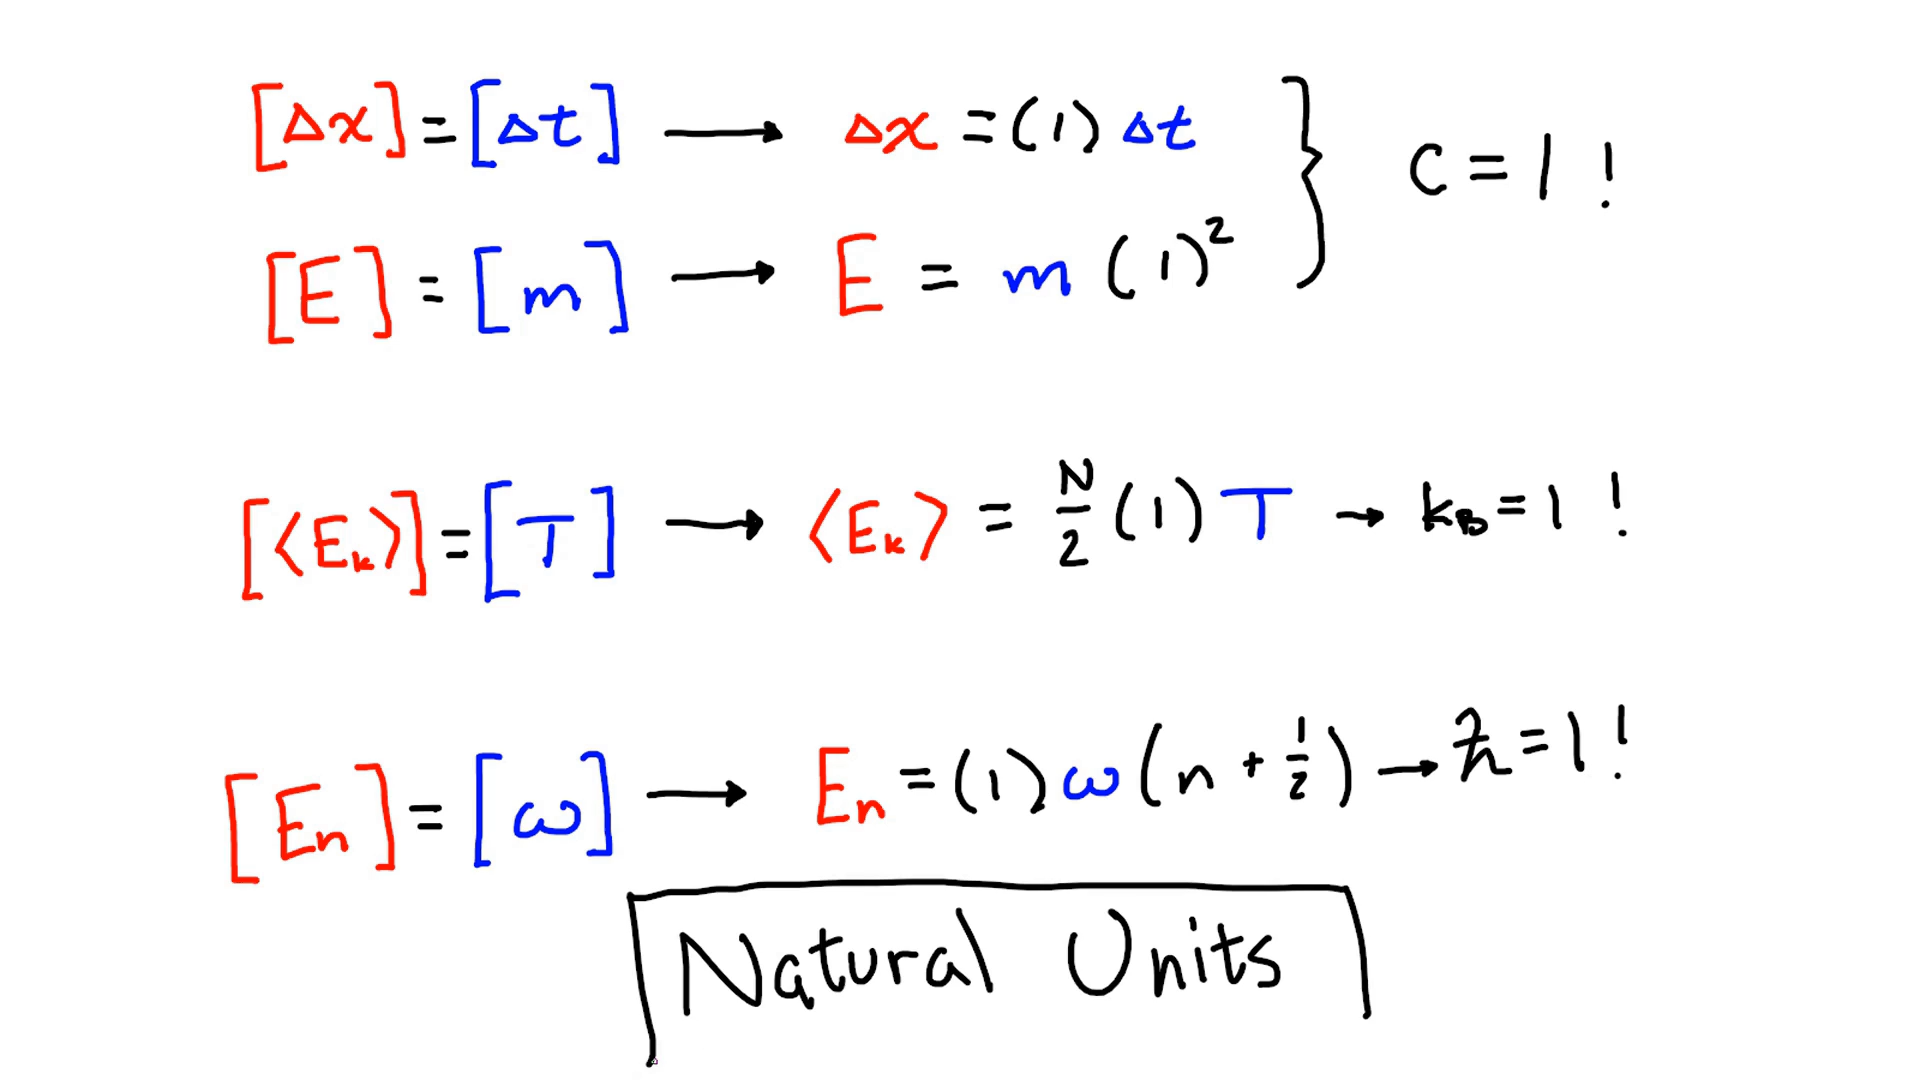 [Δx] = [Δt] → Δx = (1) Δt
[E] = [m] → E = m (1)² } c = 1 !
[⟨Eₖ⟩] = [T] → ⟨Eₖ⟩ = N/2 (1) T → k_B = 1 !
[Eₙ] = [ω] → Eₙ = (1) ω (n + 1/2) → ℏ = 1 !
Natural Units